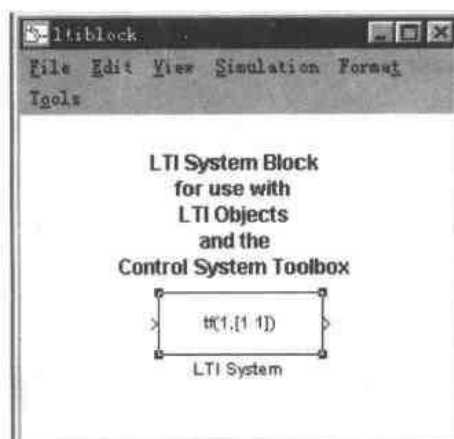 ltiblock
File Edit View Simulation Format
Tools
LTI System Block
for use with
LTI Objects
and the
Control System Toolbox
tf(1,[1 1])
LTI System